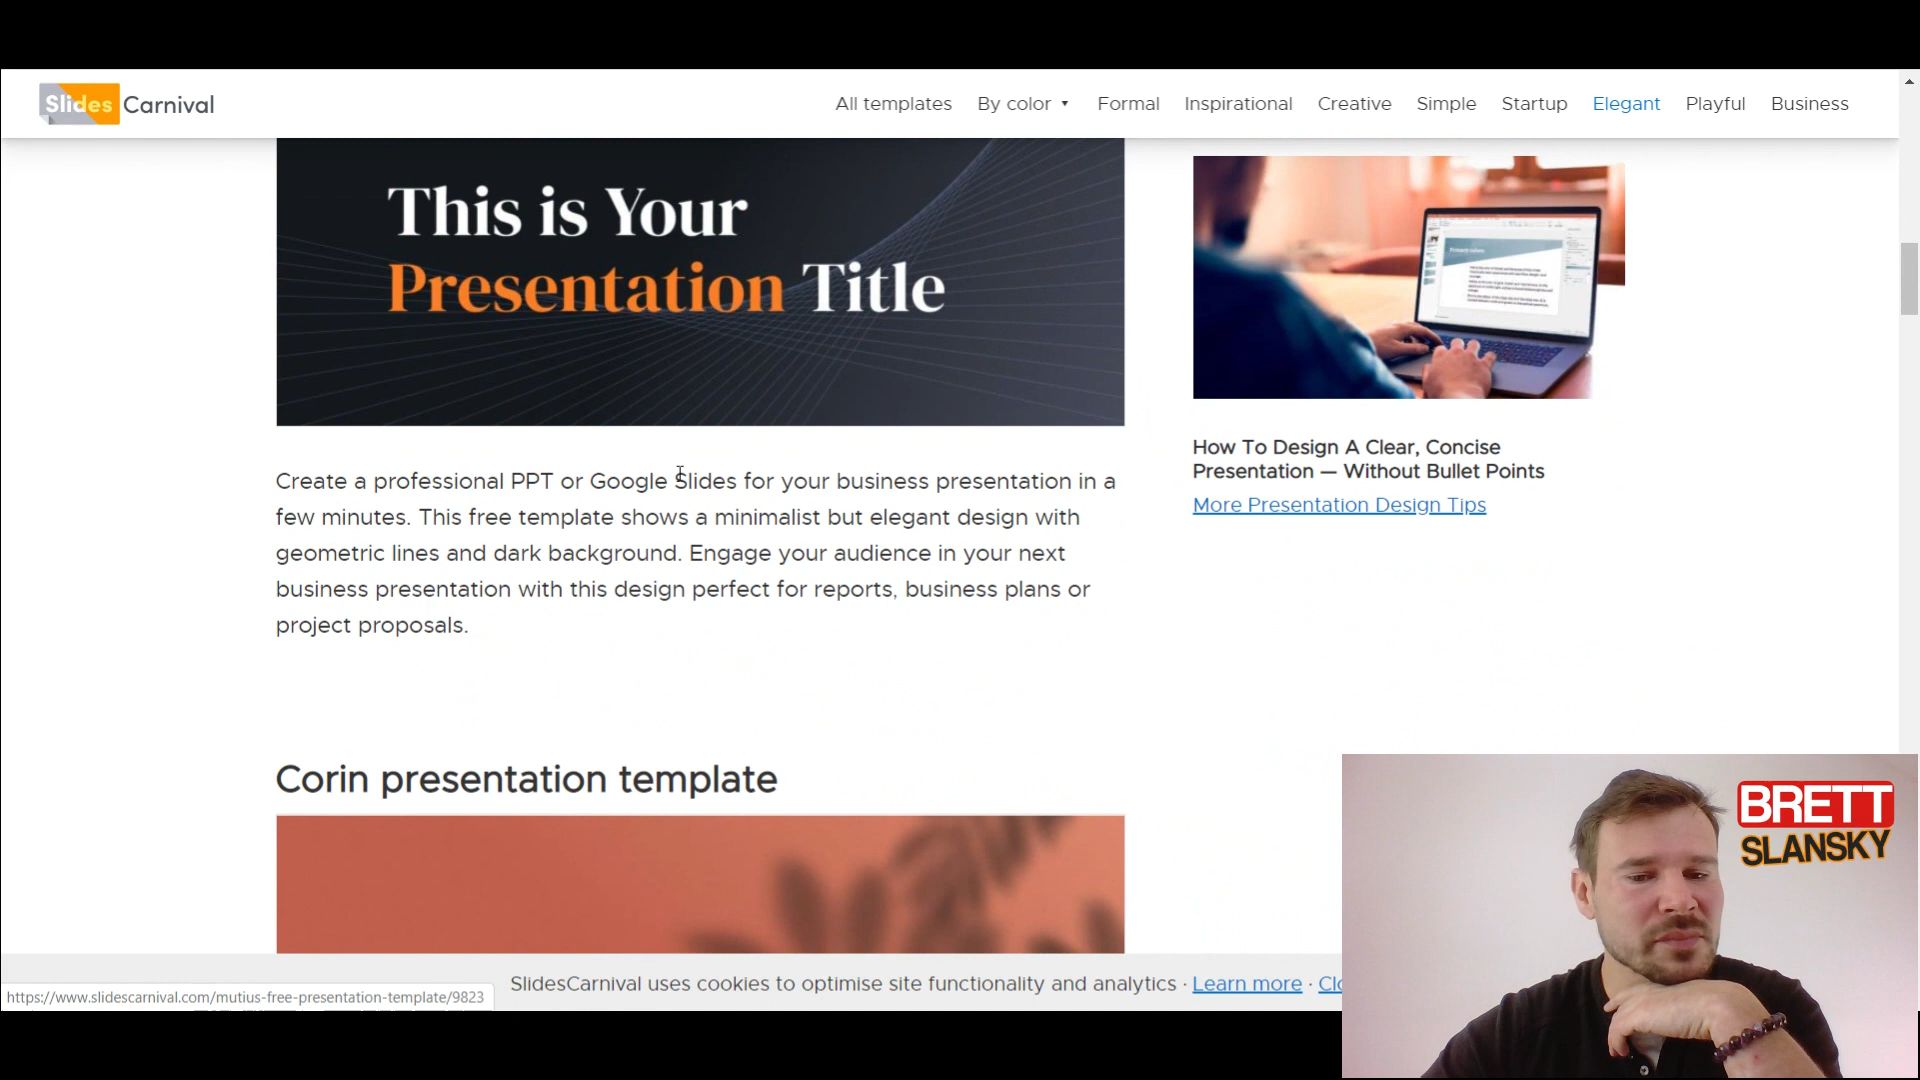 Slides Carnival
All templates By color Formal Inspirational Creative Simple Startup Elegant Playful Business
This is Your
Presentation Title
Create a professional PPT or Google Slides for your business presentation in a
few minutes. This free template shows a minimalist but elegant design with
geometric lines and dark background. Engage your audience in your next
business presentation with this design perfect for reports, business plans or
project proposals.
How To Design A Clear, Concise
Presentation — Without Bullet Points
More Presentation Design Tips
Corin presentation template
BRETT
SLANSKY
SlidesCarnival uses cookies to optimise site functionality and analytics · Learn more ·
https://www.slidescarnival.com/mutius-free-presentation-template/9823